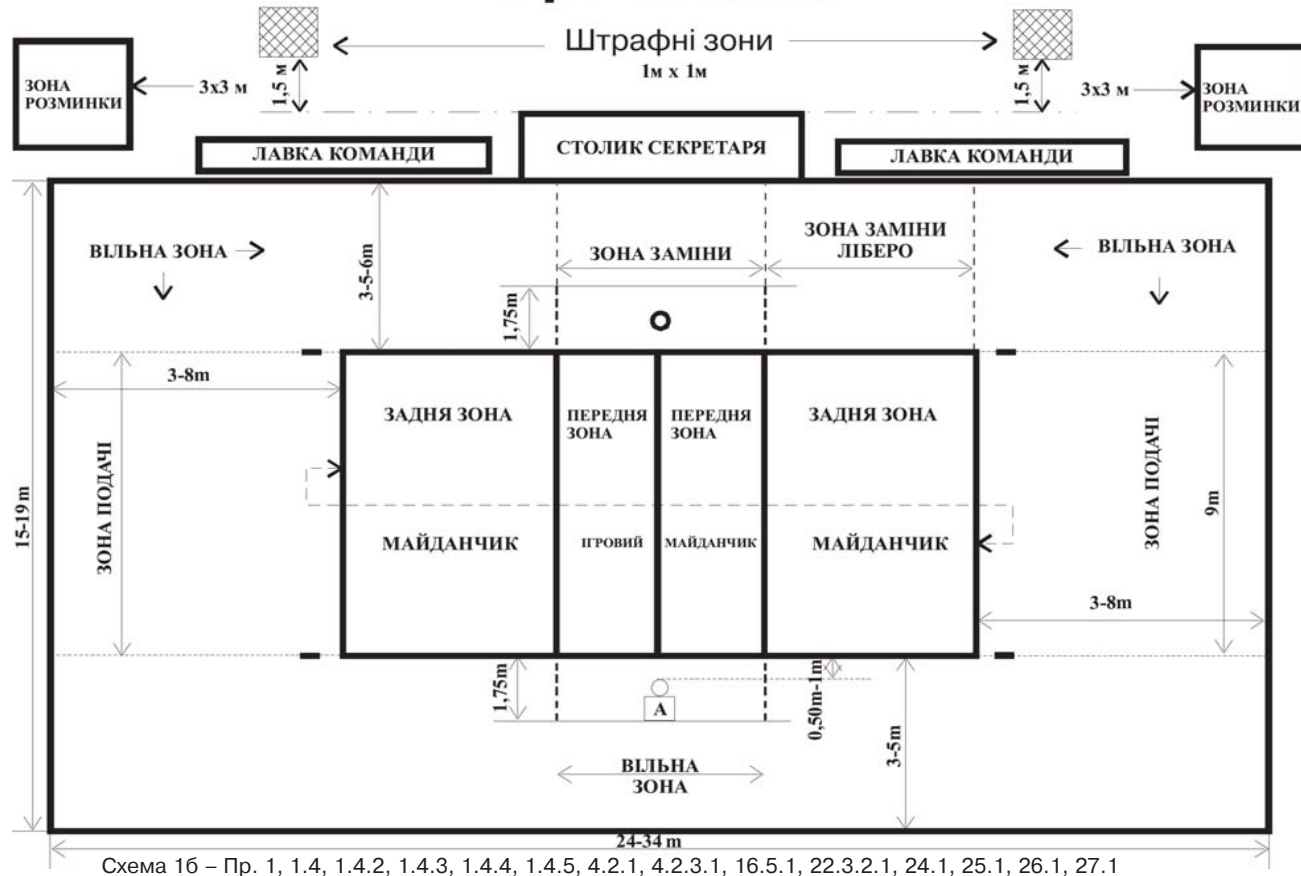 Штрафні зони
1м х 1м
ЗОНА
РОЗМИНКИ
3х3 м
1,5 м
1,5 м
3х3 м
ЗОНА
РОЗМИНКИ
ЛАВКА КОМАНДИ
СТОЛИК СЕКРЕТАРЯ
ЛАВКА КОМАНДИ
ВІЛЬНА ЗОНА
3-5-6m
ЗОНА ЗАМІНИ
ЗОНА ЗАМІНИ
ЛІБЕРО
ВІЛЬНА ЗОНА
1,75m
3-8m
ЗАДНЯ ЗОНА
ПЕРЕДНЯ
ЗОНА
ПЕРЕДНЯ
ЗОНА
ЗАДНЯ ЗОНА
15-19 m
ЗОНА ПОДАЧІ
МАЙДАНЧИК
ІГРОВИЙ
МАЙДАНЧИК
МАЙДАНЧИК
ЗОНА ПОДАЧІ
9m
3-8m
1,75m
А
0,50m-1m
3-5m
ВІЛЬНА
ЗОНА
24-34 m
Схема 1б – Пр. 1, 1.4, 1.4.2, 1.4.3, 1.4.4, 1.4.5, 4.2.1, 4.2.3.1, 16.5.1, 22.3.2.1, 24.1, 25.1, 26.1, 27.1